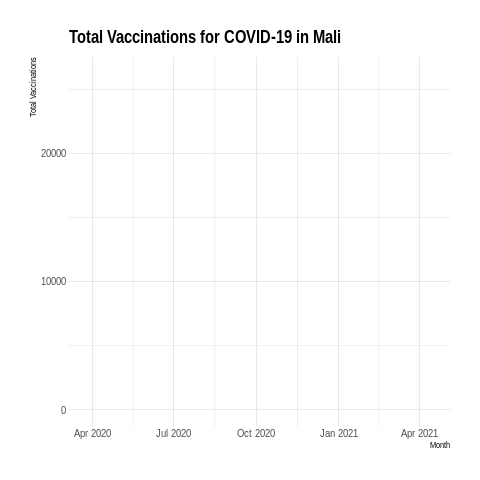 Total Vaccinations for COVID-19 in Mali
Total Vaccinations
20000
10000
0
Apr 2020 Jul 2020 Oct 2020 Jan 2021 Apr 2021
Month